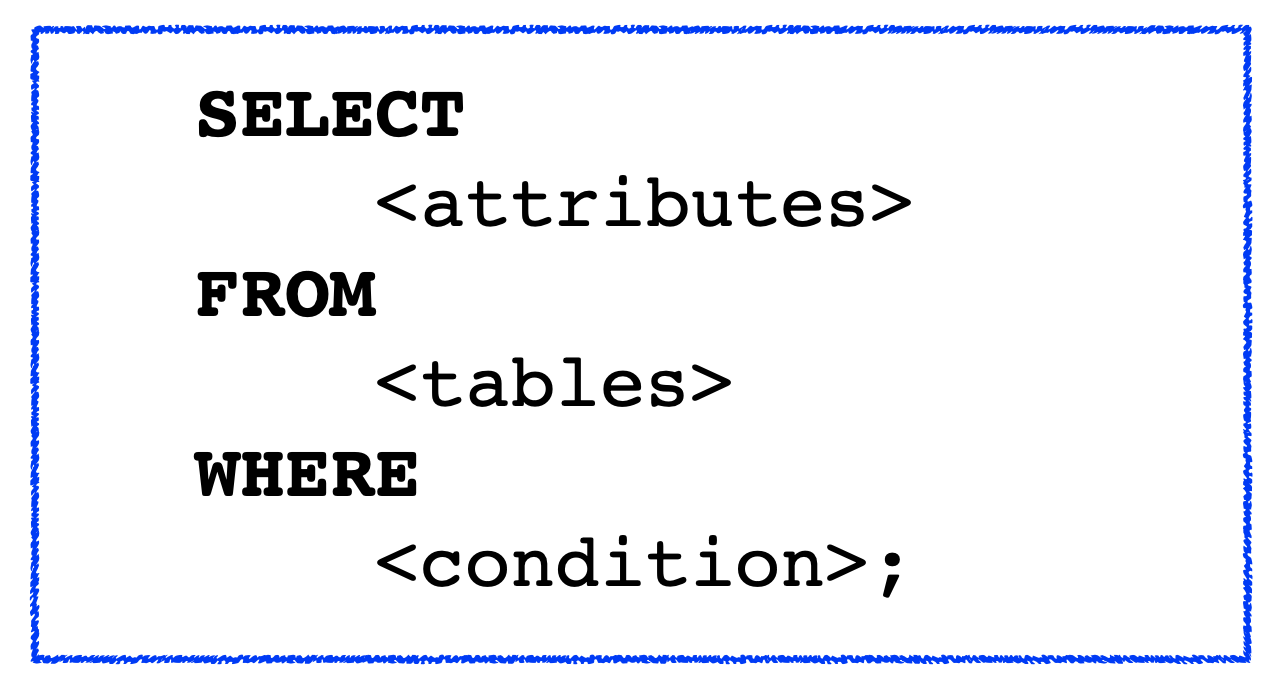 SELECT
<attributes>
FROM
<tables>
WHERE
<condition>;